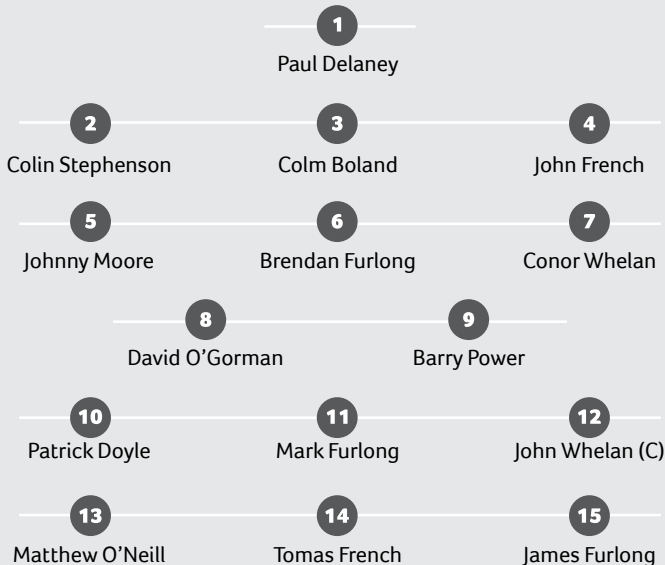 1
Paul Delaney
2 3 4
Colin Stephenson Colm Boland John French
5 6 7
Johnny Moore Brendan Furlong Conor Whelan
8 9
David O’Gorman Barry Power
10 11 12
Patrick Doyle Mark Furlong John Whelan (C)
13 14 15
Matthew O’Neill Tomas French James Furlong